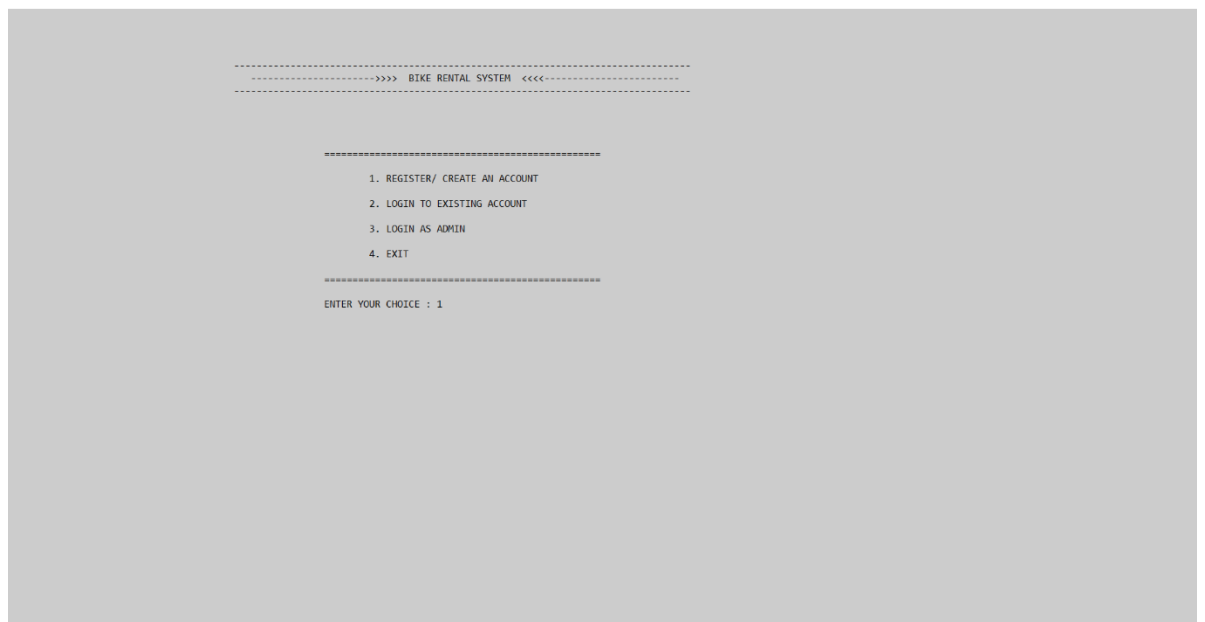 ---------------------------------------------------------------------------------
---------------------->>>> BIKE RENTAL SYSTEM <<<<------------------------
---------------------------------------------------------------------------------
=================================================
1. REGISTER/ CREATE AN ACCOUNT
2. LOGIN TO EXISTING ACCOUNT
3. LOGIN AS ADMIN
4. EXIT
=================================================
ENTER YOUR CHOICE : 1